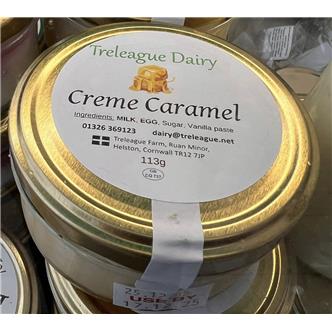 Treleague Dairy
Creme Caramel
Ingredients: MILK, EGG, Sugar, Vanilla paste
01326 369123 dairy@treleague.net
Treleague Farm, Ruan Minor,
Helston, Cornwall TR12 7JP
113g
GB
USE BY